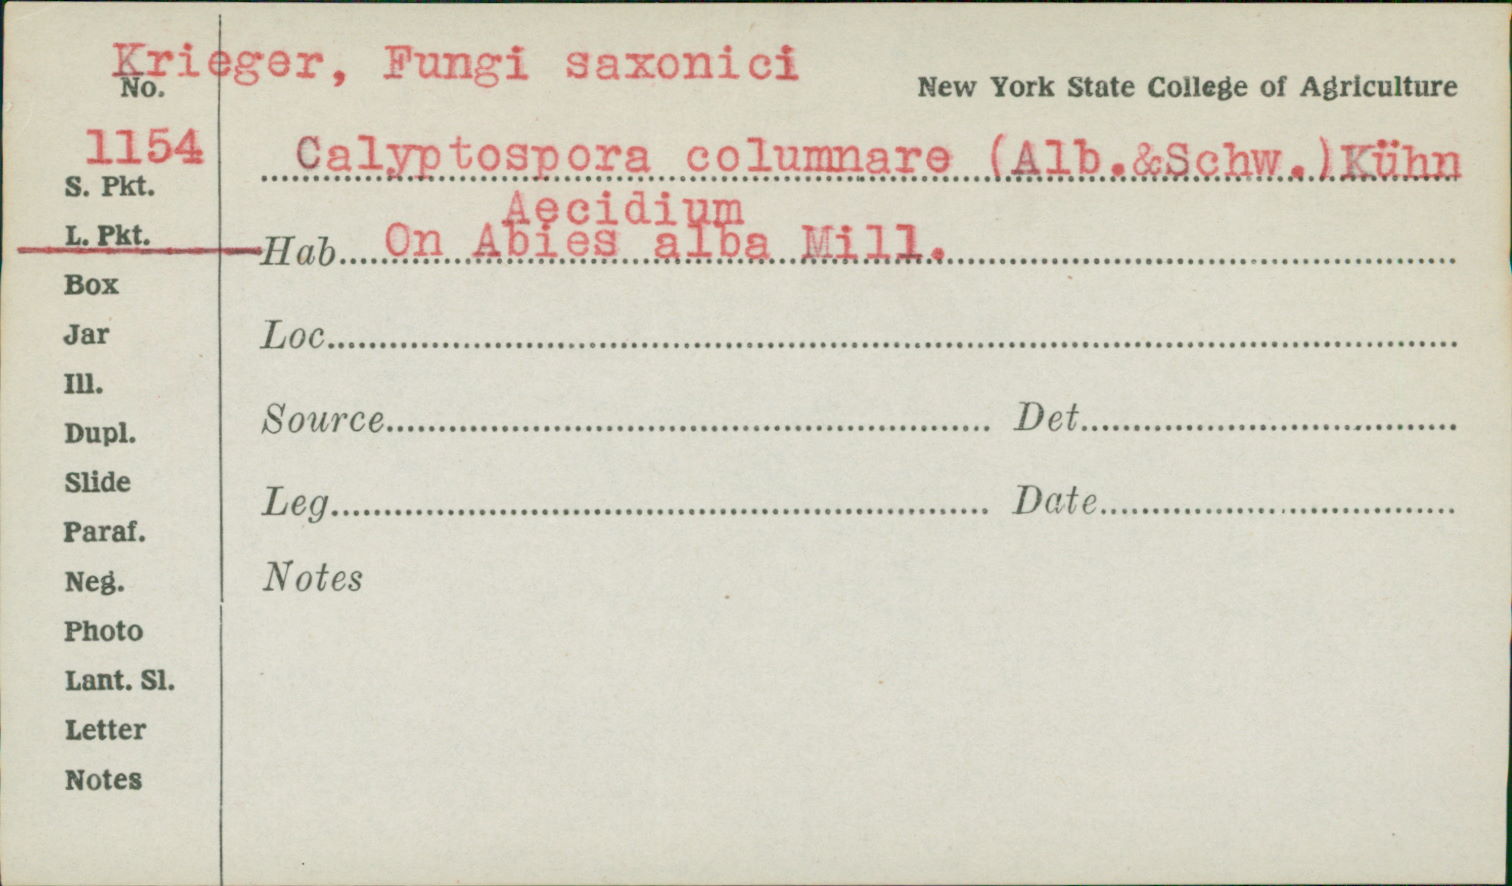 Krieger, Fungi saxonici
No.
New York State College of Agriculture
1154
Calyptospora columnare (Alb.&Schw.)Kühn
S. Pkt.
Aecidium
L. Pkt.
Hab. On Abies alba Mill.
Box
Loc.
Jar
Ill.
Source Det.
Dupl.
Slide
Leg. Date
Paraf.
Neg.
Notes
Photo
Lant. Sl.
Letter
Notes